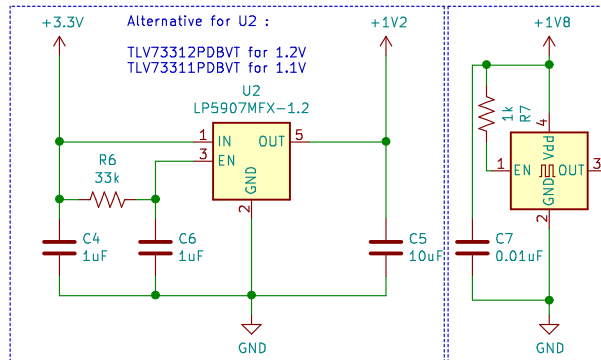 Alternative for U2 :
TLV73312PDBVT for 1.2V
TLV73311PDBVT for 1.1V
+3.3V
+1V2
U2
LP5907MFX-1.2
1
IN
OUT
5
3
EN
GND
2
R6
33k
C4
1uF
C6
1uF
C5
10uF
GND
+1V8
1k
R7
4
Vdd
1
EN
OUT
3
GND
2
C7
0.01uF
GND